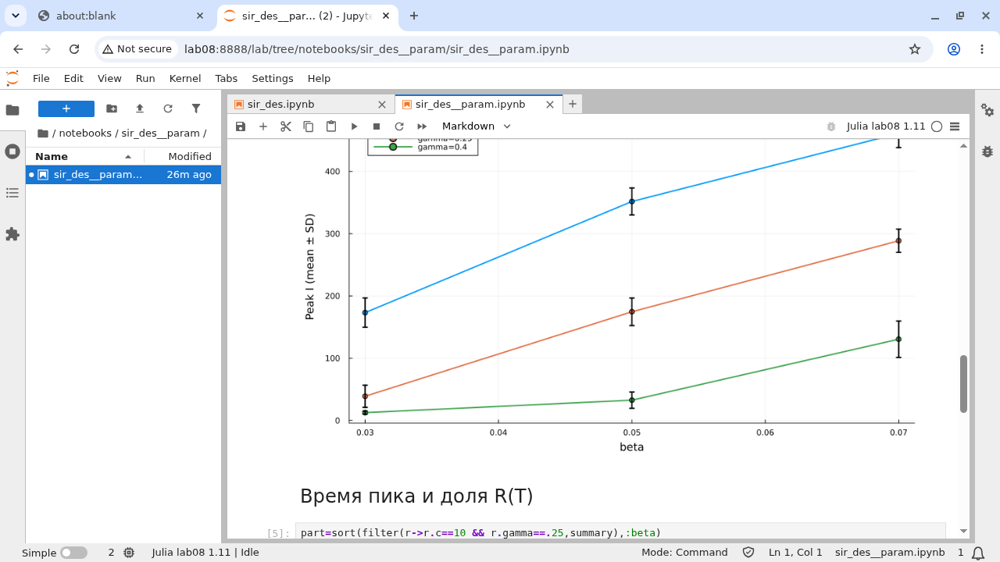 about:blank
sir_des__par… (2) - Jupyte
Not secure
lab08:8888/lab/tree/notebooks/sir_des__param/sir_des__param.ipynb
File Edit View Run Kernel Tabs Settings Help
/ notebooks / sir_des__param /
Name Modified
sir_des__param… 26m ago
sir_des.ipynb
sir_des__param.ipynb
Markdown
Julia lab08 1.11
gamma=0.25
gamma=0.4
400
300
200
100
0
Peak I (mean ± SD)
0.03 0.04 0.05 0.06 0.07
beta
Время пика и доля R(T)
[5]: part=sort(filter(r->r.c==10 && r.gamma==.25,summary),:beta)
Simple 2 Julia lab08 1.11 | Idle Mode: Command Ln 1, Col 1 sir_des__param.ipynb 1